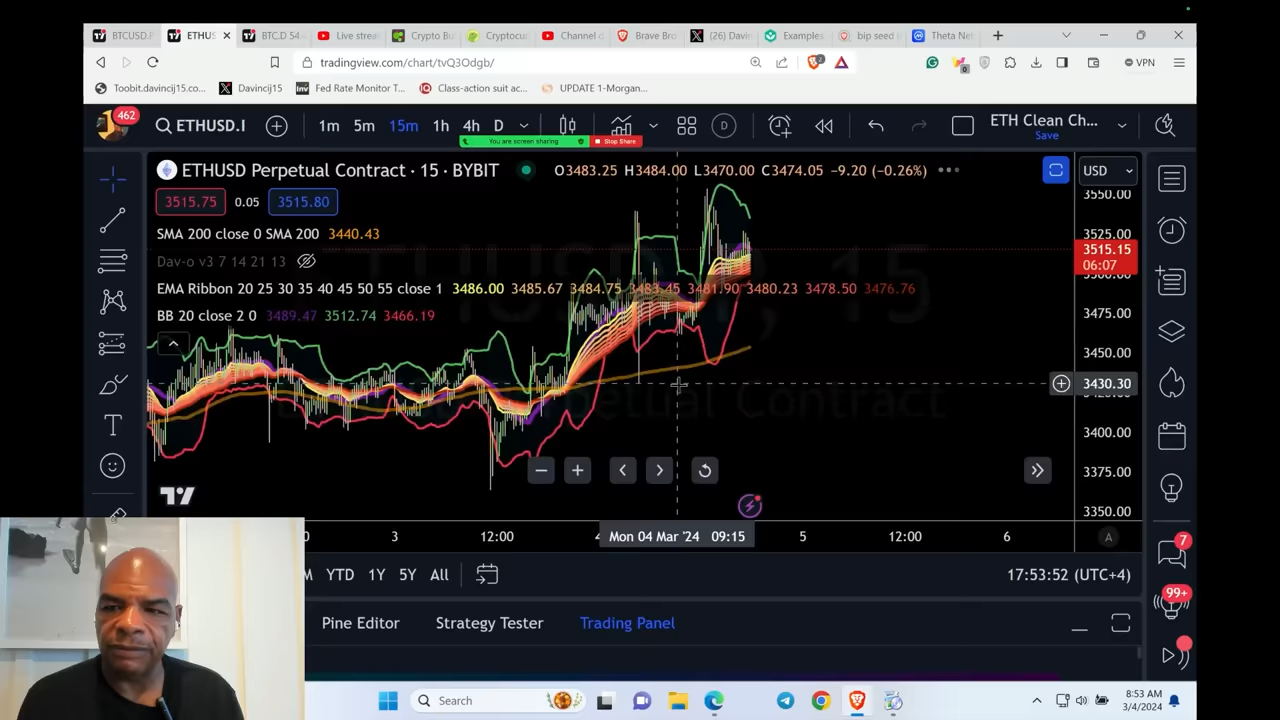 BTCUSD.P
ETHUS
BTC.D 54.
Live strea
Crypto Bu
Cryptocu
Channel d
Brave Bro
(26) Davi
Examples
bip seed
Theta Net
tradingview.com/chart/tvQ3Odgb/
VPN
Toobit.davincij15.co...
Davincij15
Fed Rate Monitor T...
Class-action suit ac...
UPDATE 1-Morgan...
462
ETHUSD.I
1m 5m 15m 1h 4h D
ETH Clean Ch...
Save
You are screen sharing
Stop Share
ETHUSD Perpetual Contract · 15 · BYBIT
O3483.25 H3484.00 L3470.00 C3474.05 −9.20 (−0.26%)
USD
3515.75 0.05 3515.80
SMA 200 close 0 SMA 200 3440.43
Dav-o v3 7 14 21 13
EMA Ribbon 20 25 30 35 40 45 50 55 close 1 3486.00 3485.67 3484.75 3483.45 3481.90 3480.23 3478.50 3476.76
BB 20 close 2 0 3489.47 3512.74 3466.19
3550.00
3525.00
3515.15
06:07
3475.00
3450.00
3430.30
3400.00
3375.00
3350.00
Perpetual Contract
3 12:00 Mon 04 Mar '24 09:15 5 12:00 6
A
YTD 1Y 5Y All
17:53:52 (UTC+4)
Pine Editor Strategy Tester Trading Panel
7
99+
Search
8:53 AM
3/4/2024